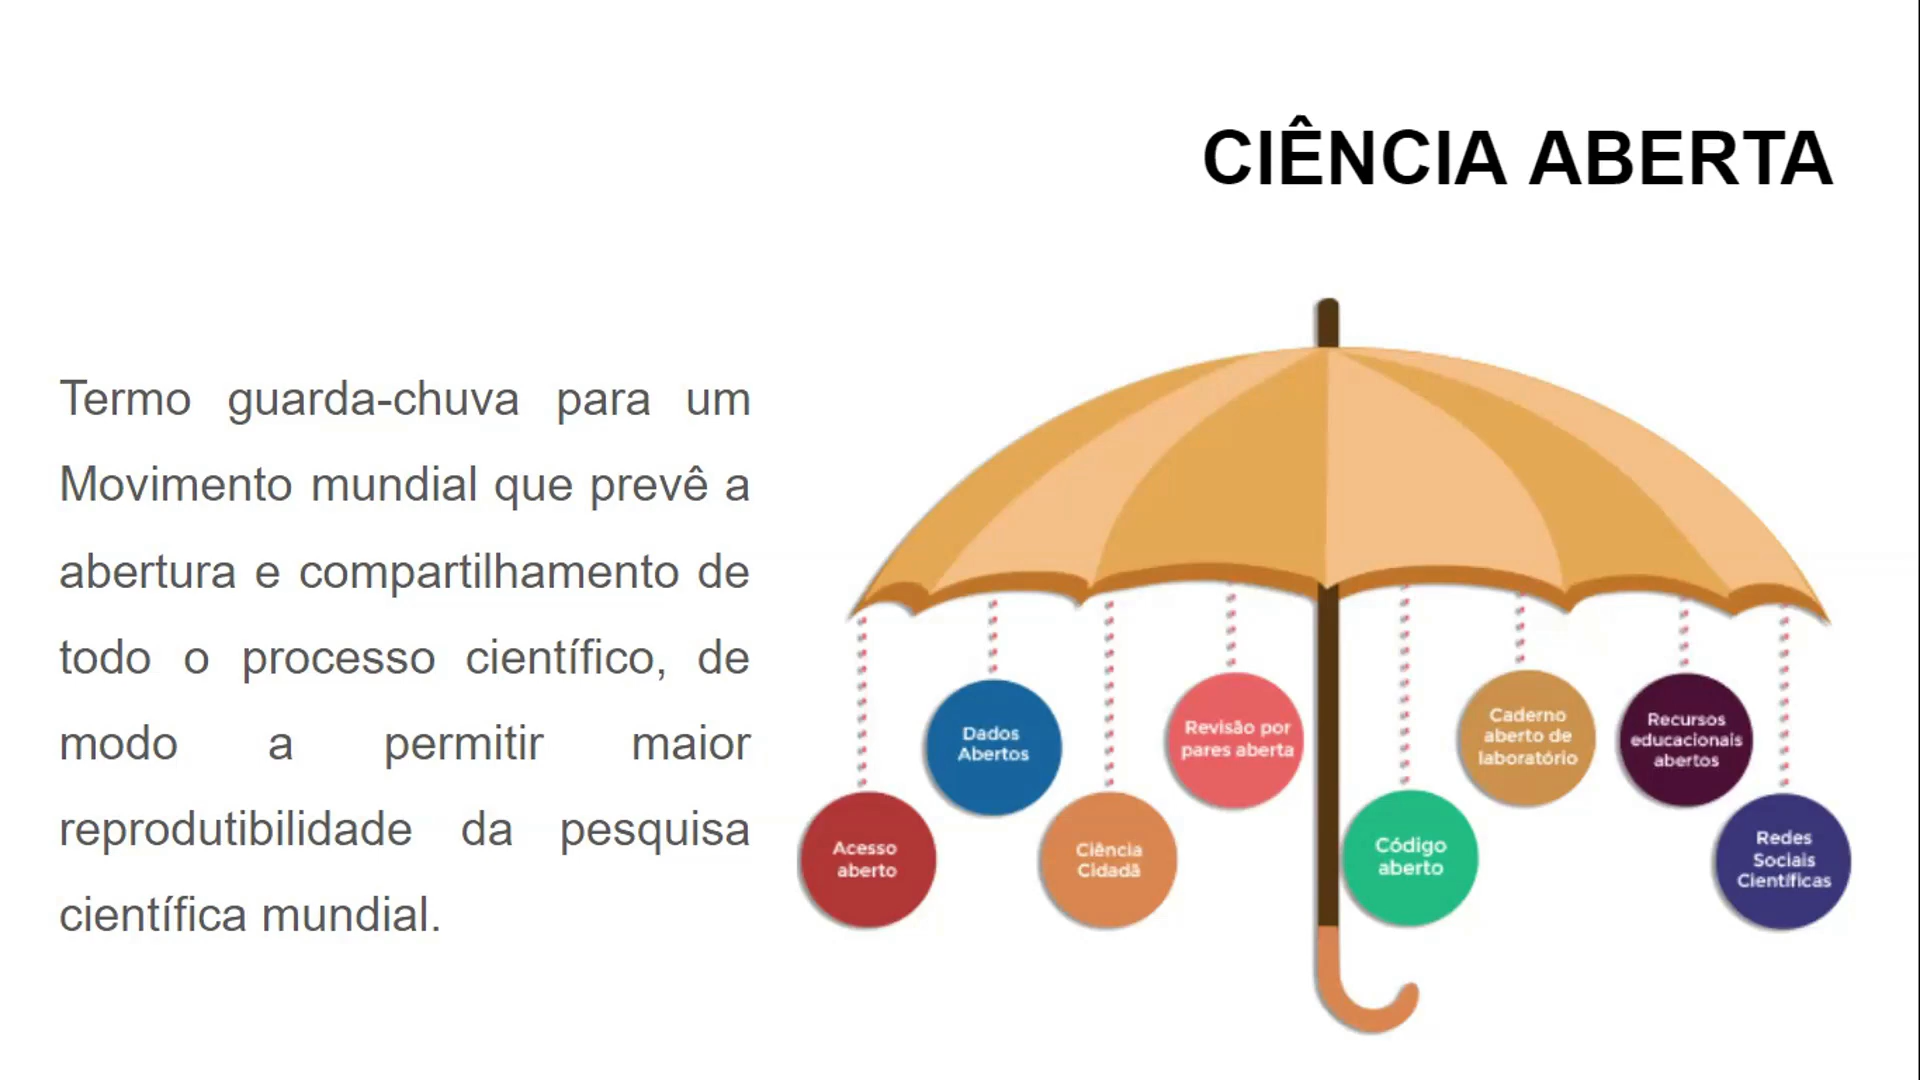 CIÊNCIA ABERTA
Termo guarda-chuva para um
Movimento mundial que prevê a
abertura e compartilhamento de
todo o processo científico, de
modo a permitir maior
reprodutibilidade da pesquisa
científica mundial.
Acesso
aberto
Dados
Abertos
Ciência
Cidadã
Revisão por
pares aberta
Código
aberto
Caderno
aberto de
laboratório
Recursos
educacionais
abertos
Redes
Sociais
Científicas